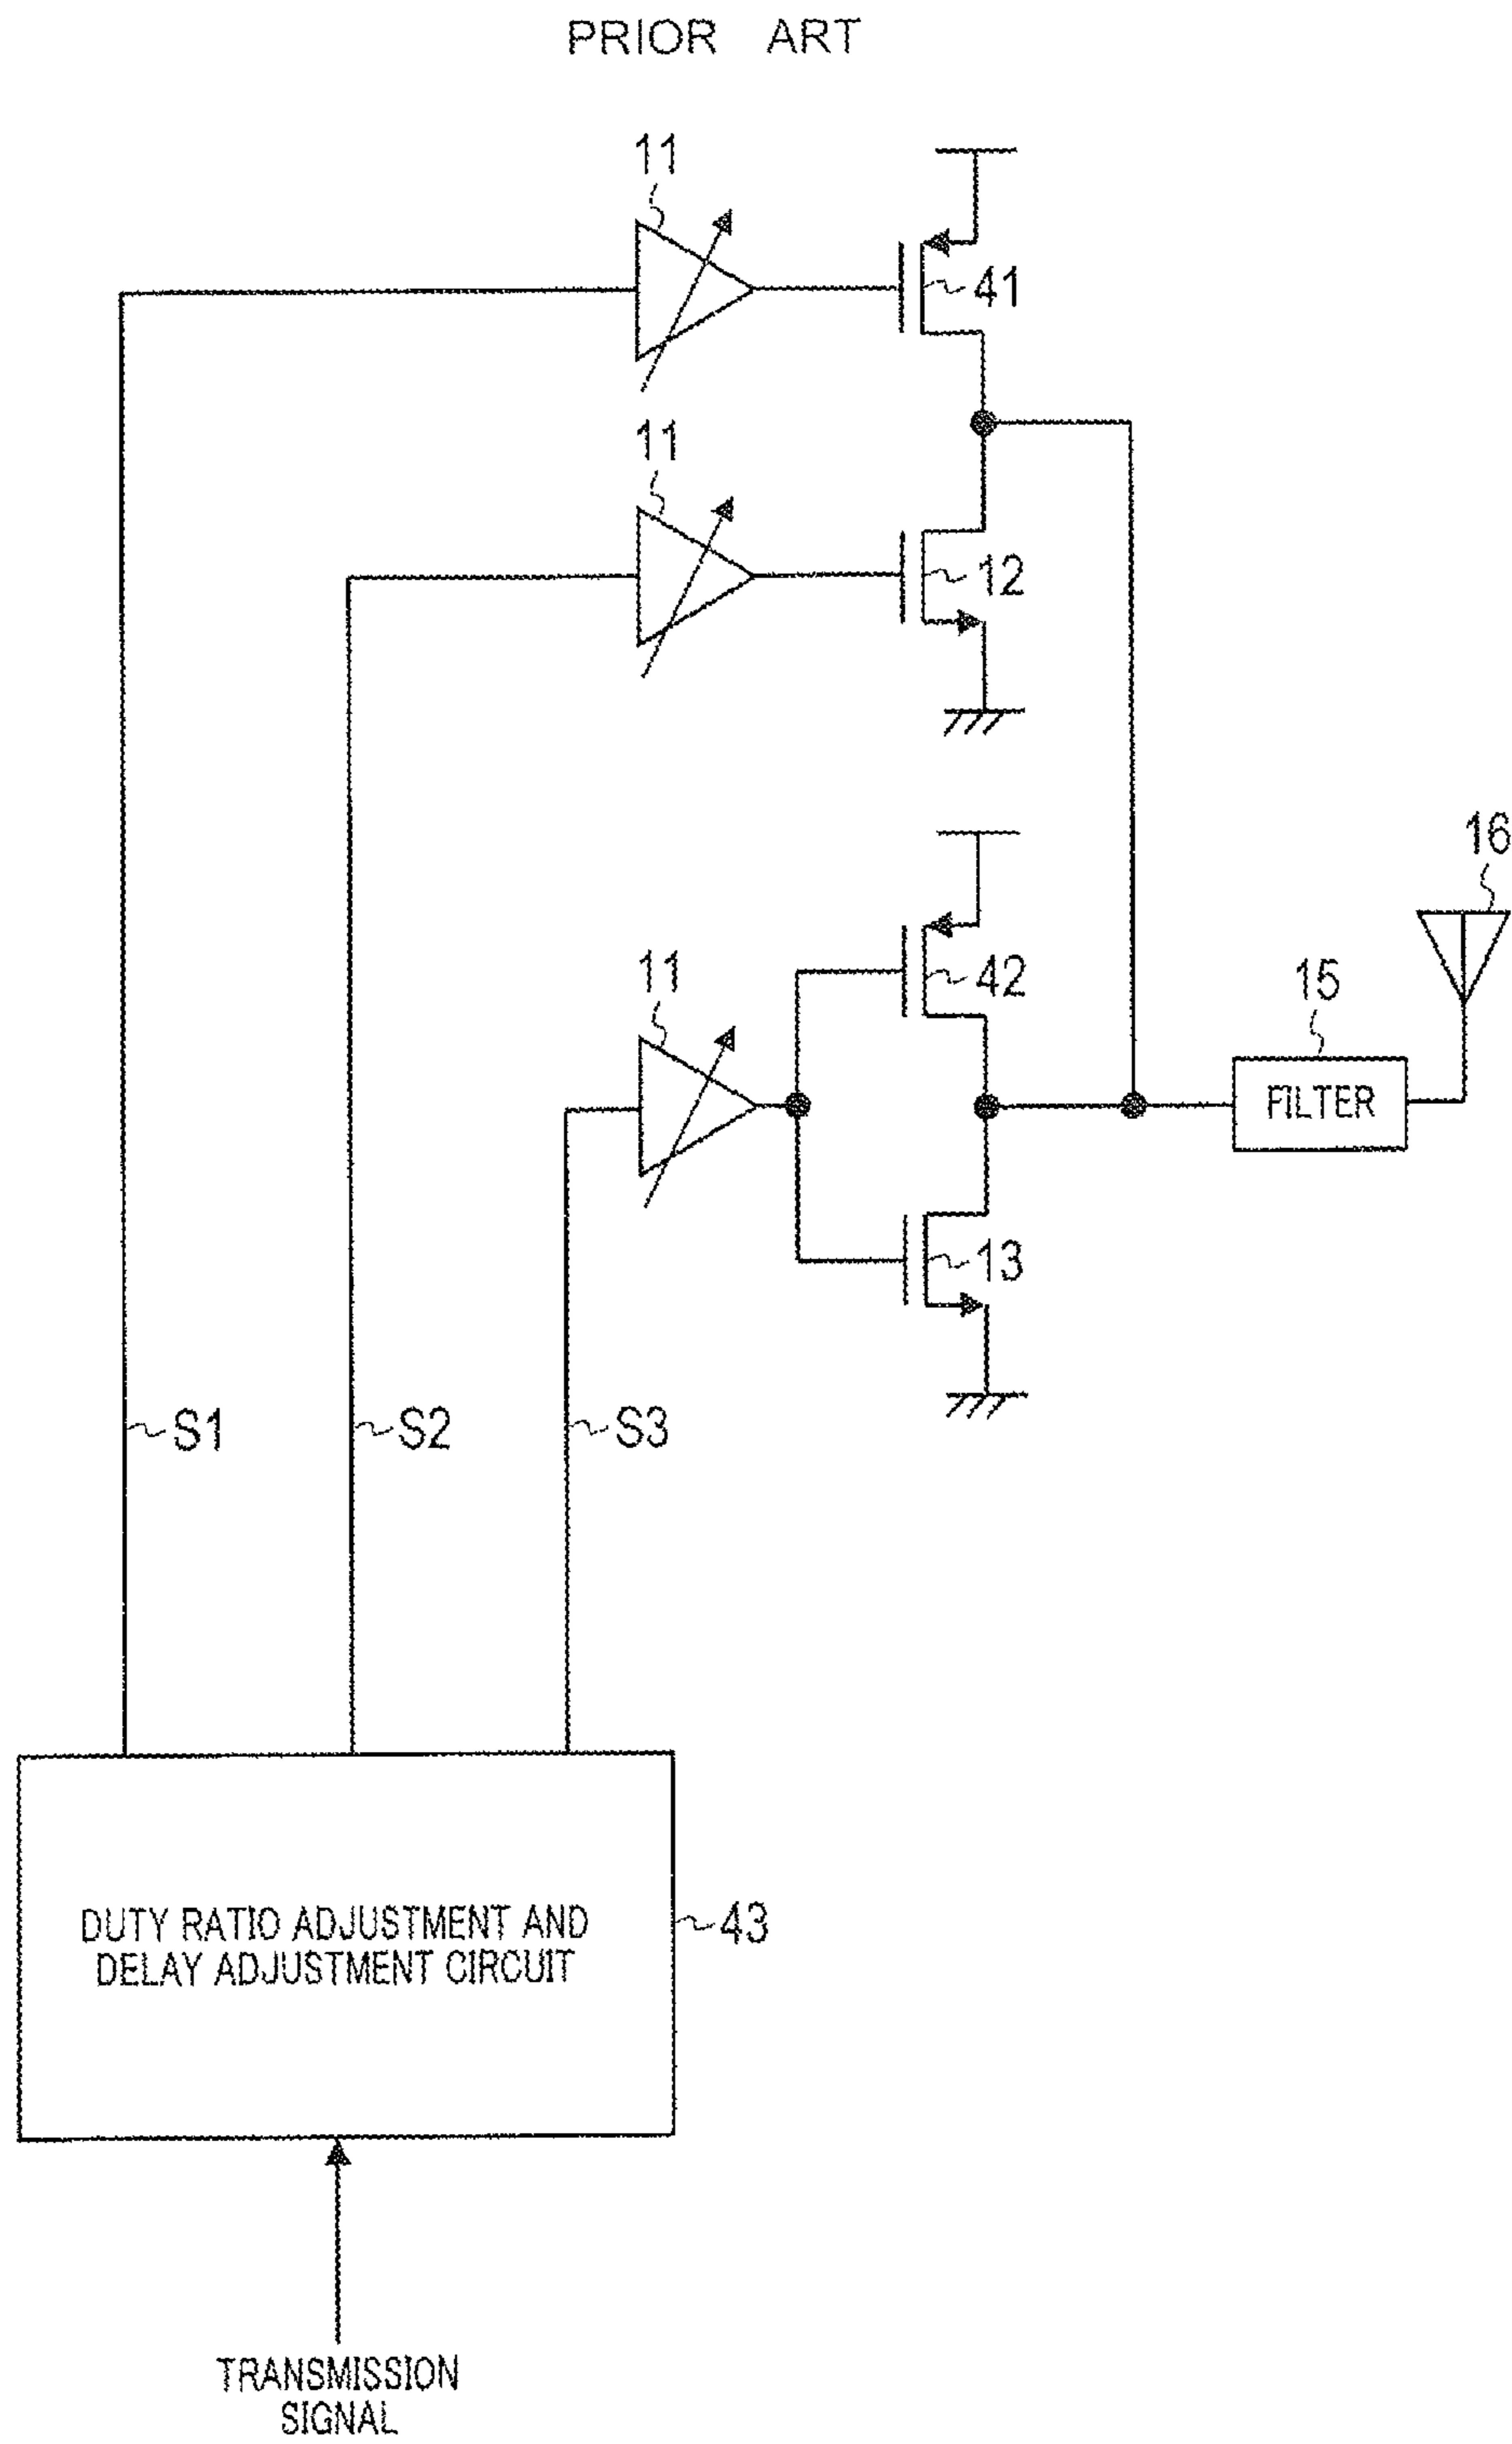 PRIOR ART
11
41
11
12
16
42
11
15
FILTER
13
S1
S2
S3
DUTY RATIO ADJUSTMENT AND
DELAY ADJUSTMENT CIRCUIT
43
TRANSMISSION
SIGNAL